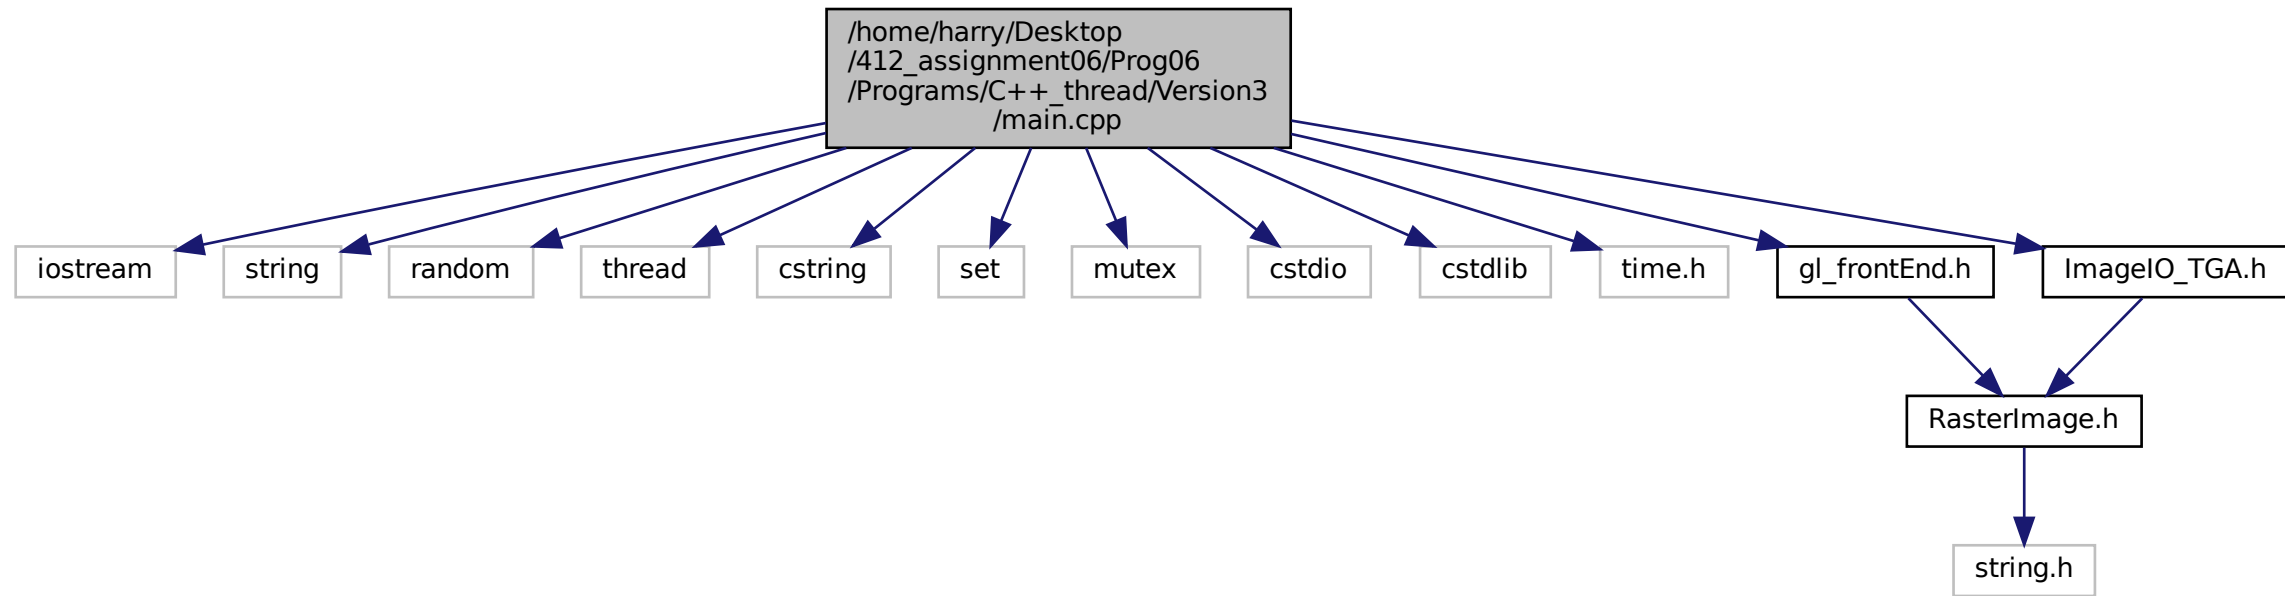 /home/harry/Desktop
/412_assignment06/Prog06
/Programs/C++_thread/Version3
/main.cpp
iostream
string
random
thread
cstring
set
mutex
cstdio
cstdlib
time.h
gl_frontEnd.h
ImageIO_TGA.h
RasterImage.h
string.h